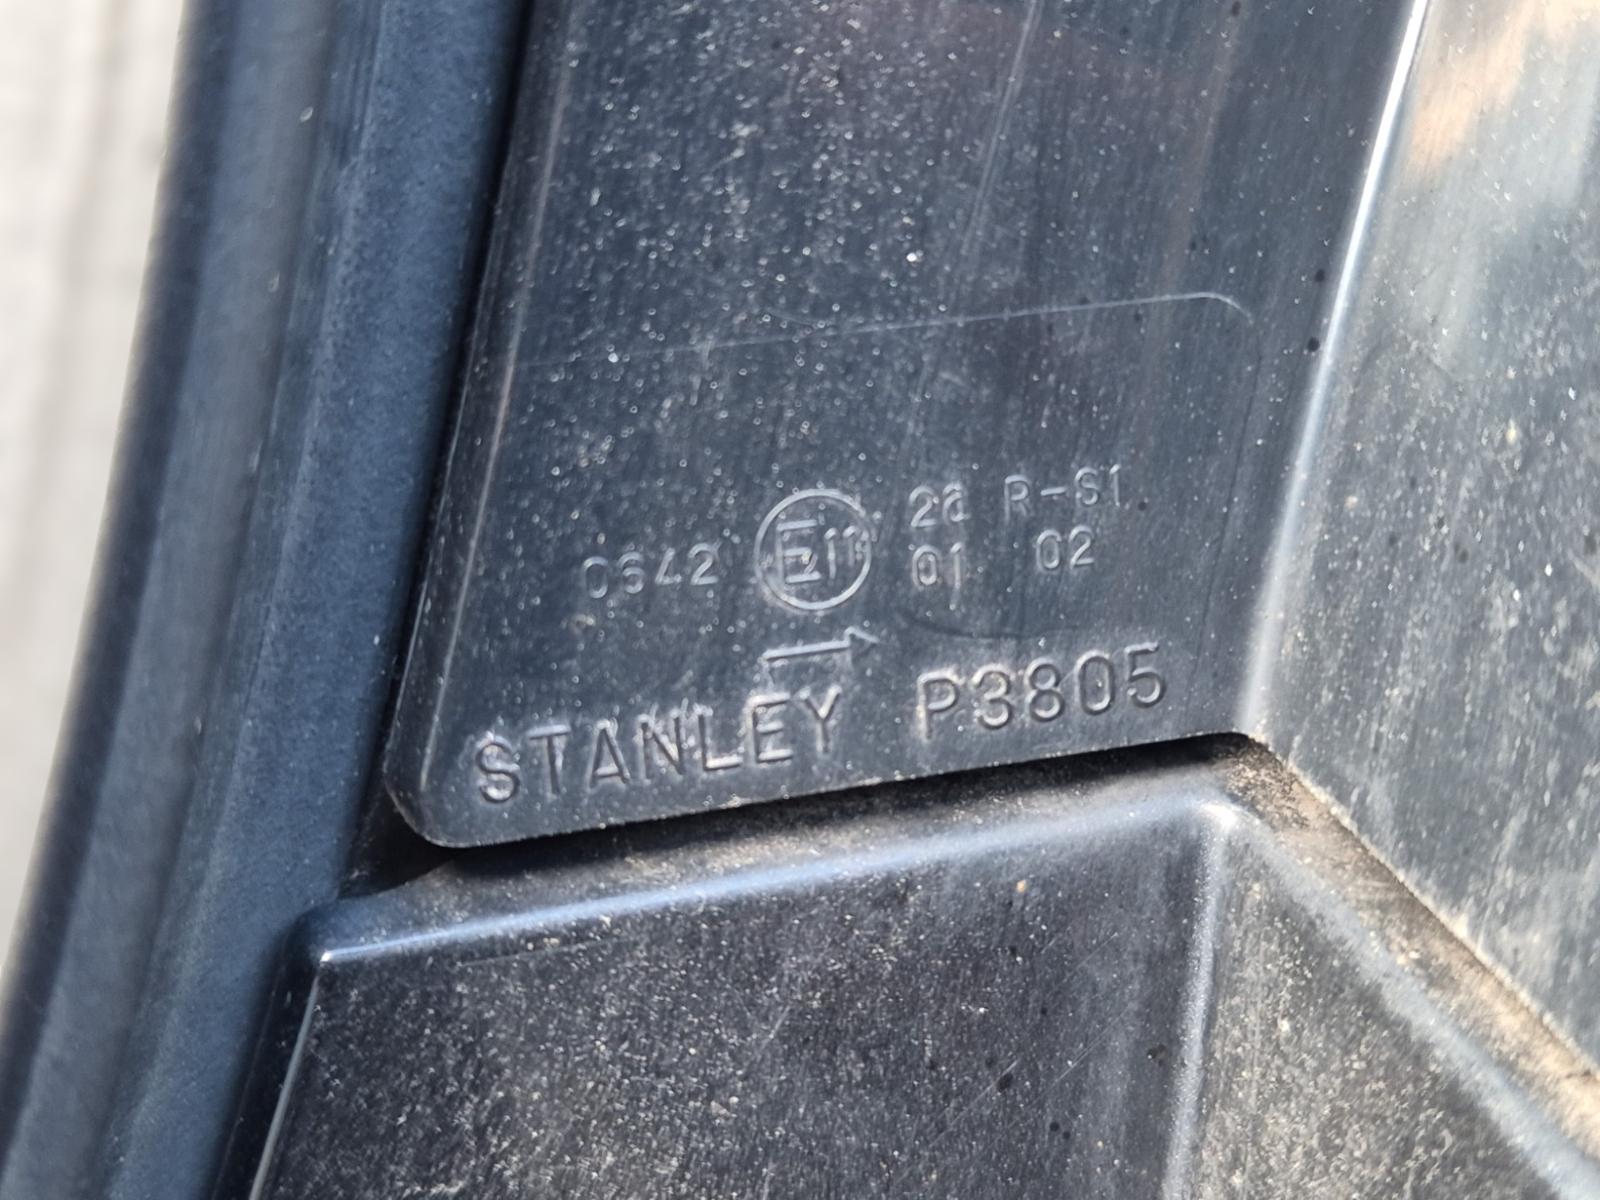 0642 E11 2a R-S1
01 02
→
STANLEY P3805